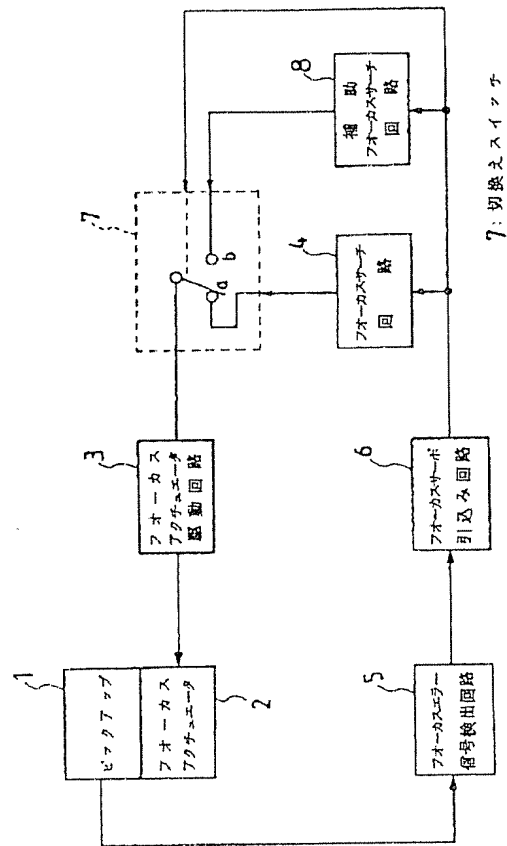 1
ピックアップ
フォーカス
アクチュエータ
2
3
フォーカス
アクチュエータ
駆動回路
7
a
b
4
フォーカスサーチ
回路
8
補助
フォーカスサーチ
回路
5
フォーカスエラー
信号検出回路
6
フォーカスサーボ
引込み回路
7:切換えスイッチ